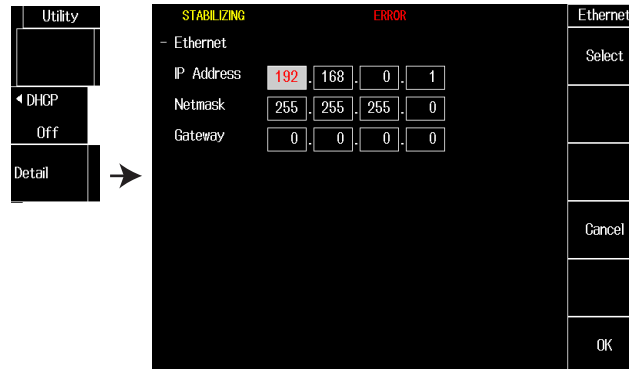 Utility
◄ DHCP
Off
Detail
STABILIZING ERROR
- Ethernet
IP Address 192 . 168 . 0 . 1
Netmask 255 . 255 . 255 . 0
Gateway 0 . 0 . 0 . 0
Ethernet
Select
Cancel
OK